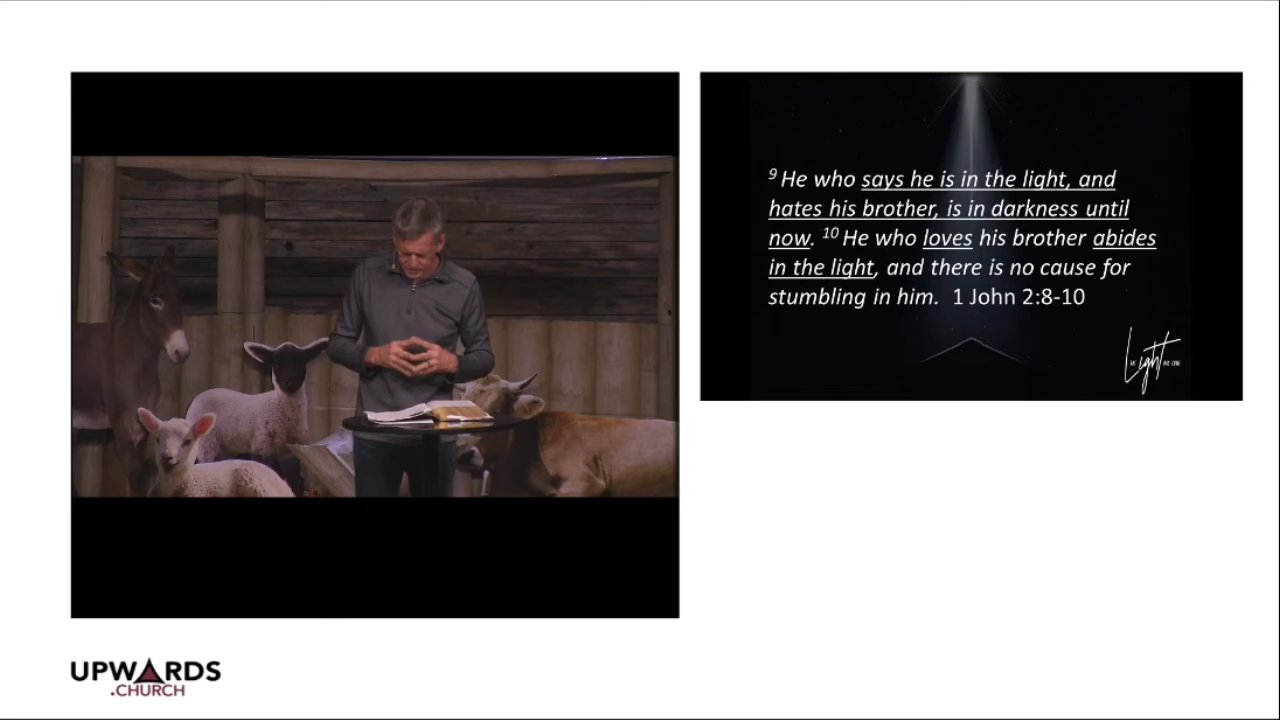 ⁹ He who says he is in the light, and
hates his brother, is in darkness until
now. ¹⁰ He who loves his brother abides
in the light, and there is no cause for
stumbling in him. 1 John 2:8-10
Light
UPWARDS
.CHURCH